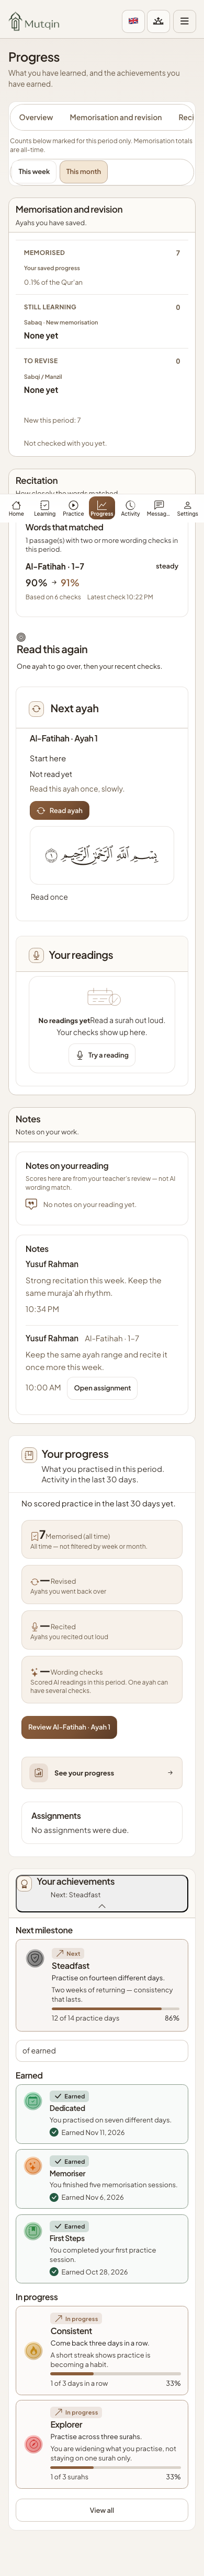 Mutqin
Progress
What you have learned, and the achievements you
have earned.
Overview
Memorisation and revision
Reci
Counts below marked for this period only. Memorisation totals
are all-time.
This week
This month
Memorisation and revision
Ayahs you have saved.
MEMORISED
7
Your saved progress
0.1% of the Qur'an
STILL LEARNING
0
Sabaq · New memorisation
None yet
TO REVISE
0
Sabqi / Manzil
None yet
New this period: 7
Not checked with you yet.
Recitation
How closely the words matched.
Home
Learning
Practice
Progress
Activity
Messag...
Settings
Words that matched
1 passage(s) with two or more wording checks in
this period.
Al-Fatihah · 1–7
steady
90% → 91%
Based on 6 checks
Latest check 10:22 PM
Read this again
One ayah to go over, then your recent checks.
Next ayah
Al-Fatihah · Ayah 1
Start here
Not read yet
Read this ayah once, slowly.
Read ayah
بِسْمِ اللَّهِ الرَّحْمَٰنِ الرَّحِيمِ ١
Read once
Your readings
No readings yetRead a surah out loud.
Your checks show up here.
Try a reading
Notes
Notes on your work.
Notes on your reading
Scores here are from your teacher's review — not AI
wording match.
No notes on your reading yet.
Notes
Yusuf Rahman
Strong recitation this week. Keep the
same muraja'ah rhythm.
10:34 PM
Yusuf Rahman
Al-Fatihah · 1–7
Keep the same ayah range and recite it
once more this week.
10:00 AM
Open assignment
Your progress
What you practised in this period.
Activity in the last 30 days.
No scored practice in the last 30 days yet.
7 Memorised (all time)
All time — not filtered by week or month.
— Revised
Ayahs you went back over
— Recited
Ayahs you recited out loud
— Wording checks
Scored AI readings in this period. One ayah can
have several checks.
Review Al-Fatihah · Ayah 1
See your progress
→
Assignments
No assignments were due.
Your achievements
Next: Steadfast
Next milestone
Next
Steadfast
Practise on fourteen different days.
Two weeks of returning — consistency
that lasts.
12 of 14 practice days
86%
of earned
Earned
Earned
Dedicated
You practised on seven different days.
Earned Nov 11, 2026
Earned
Memoriser
You finished five memorisation sessions.
Earned Nov 6, 2026
Earned
First Steps
You completed your first practice
session.
Earned Oct 28, 2026
In progress
In progress
Consistent
Come back three days in a row.
A short streak shows practice is
becoming a habit.
1 of 3 days in a row
33%
In progress
Explorer
Practise across three surahs.
You are widening what you practise, not
staying on one surah only.
1 of 3 surahs
33%
View all